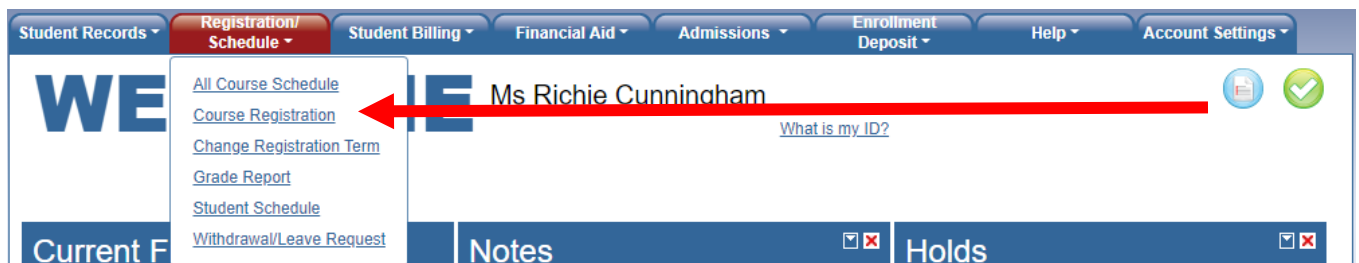 Student Records
Registration/
Schedule
Student Billing
Financial Aid
Admissions
Enrollment
Deposit
Help
Account Settings
WE
E
Ms Richie Cunningham
What is my ID?
All Course Schedule
Course Registration
Change Registration Term
Grade Report
Student Schedule
Withdrawal/Leave Request
Current F
Notes
Holds